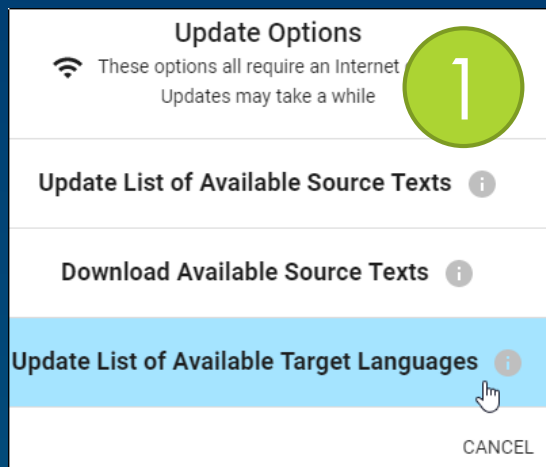 Update Options
These options all require an Internet
Updates may take a while
1
Update List of Available Source Texts
Download Available Source Texts
Update List of Available Target Languages
CANCEL